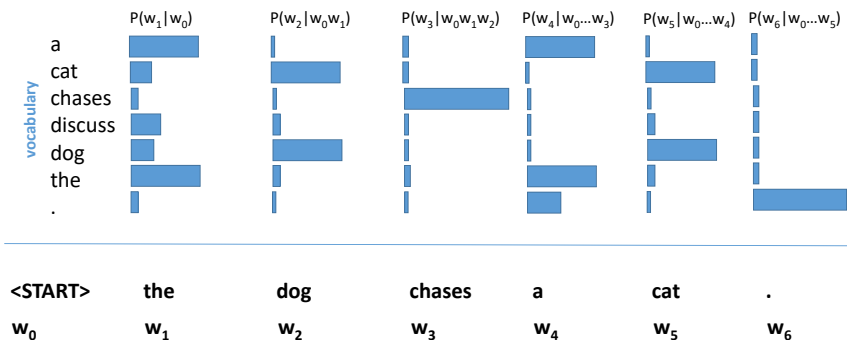 P(w₁|w₀) P(w₂|w₀w₁) P(w₃|w₀w₁w₂) P(w₄|w₀...w₃) P(w₅|w₀...w₄) P(w₆|w₀...w₅)
vocabulary
a
cat
chases
discuss
dog
the
.
<START> the dog chases a cat .
w₀ w₁ w₂ w₃ w₄ w₅ w₆